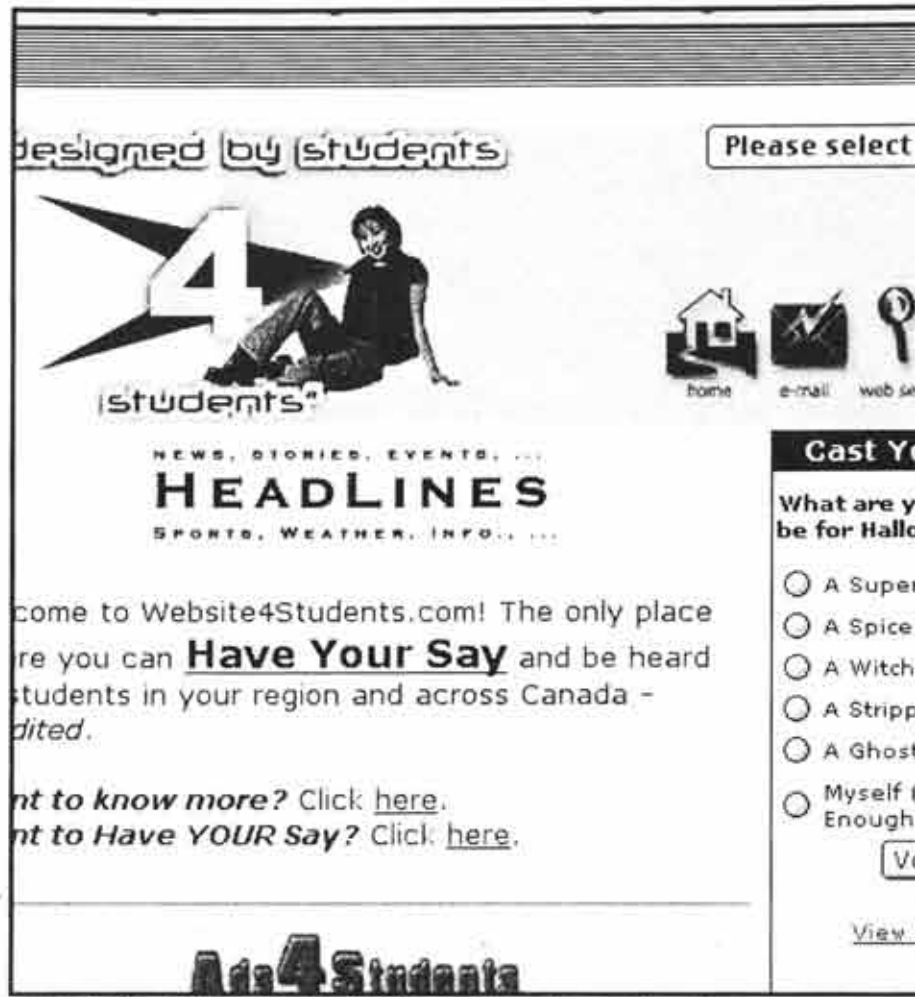 designed by students
Please select
4
students
home
e-mail
web se
NEWS, STORIES, EVENTS, ...
HEADLINES
SPORTS, WEATHER, INFO., ...
come to Website4Students.com! The only place
re you can Have Your Say and be heard
students in your region and across Canada -
dited.
nt to know more? Click here.
nt to Have YOUR Say? Click here.
Ads4Students
Cast Yo
What are y
be for Hallo
A Super
A Spice
A Witch
A Stripp
A Ghost
Myself
Enough
Vo
View